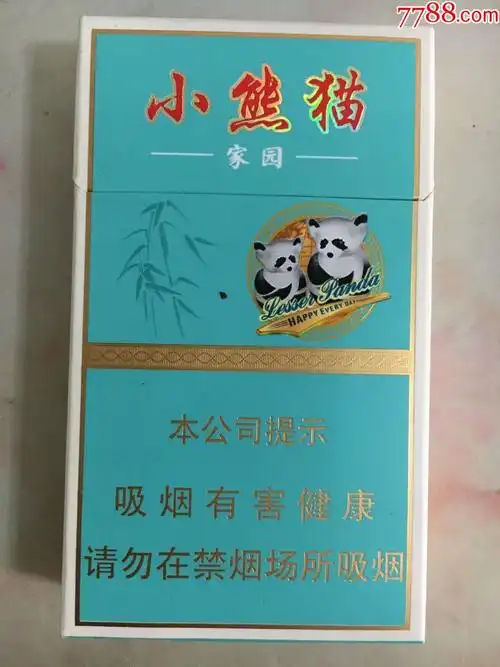 7788.com
小熊猫
家园
Lesser Panda
HAPPY EVERY DAY
本公司提示
吸烟有害健康
请勿在禁烟场所吸烟